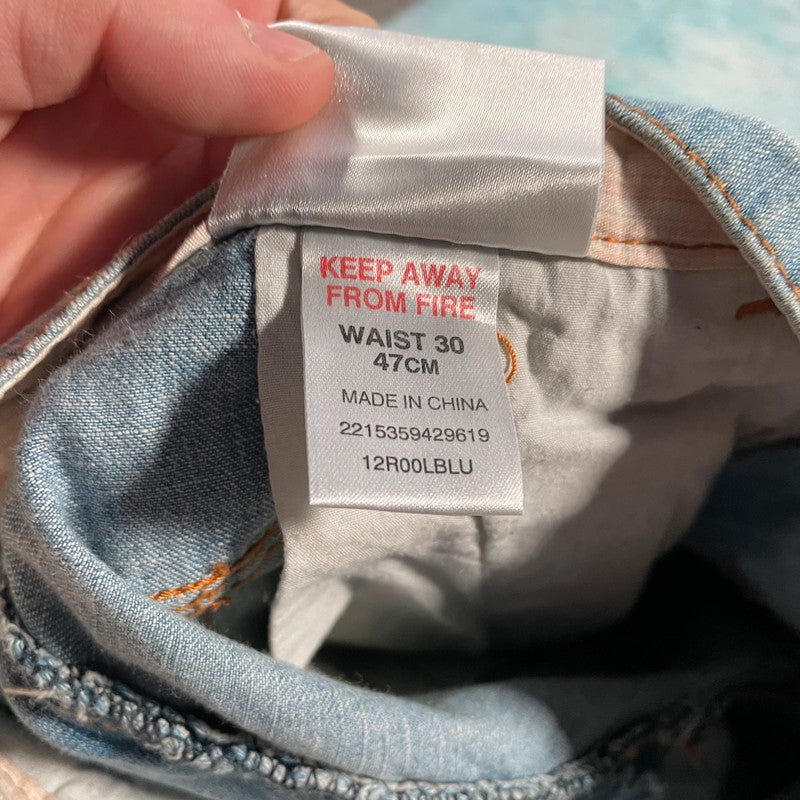 KEEP AWAY
FROM FIRE
WAIST 30
47CM
MADE IN CHINA
2215359429619
12R00LBLU